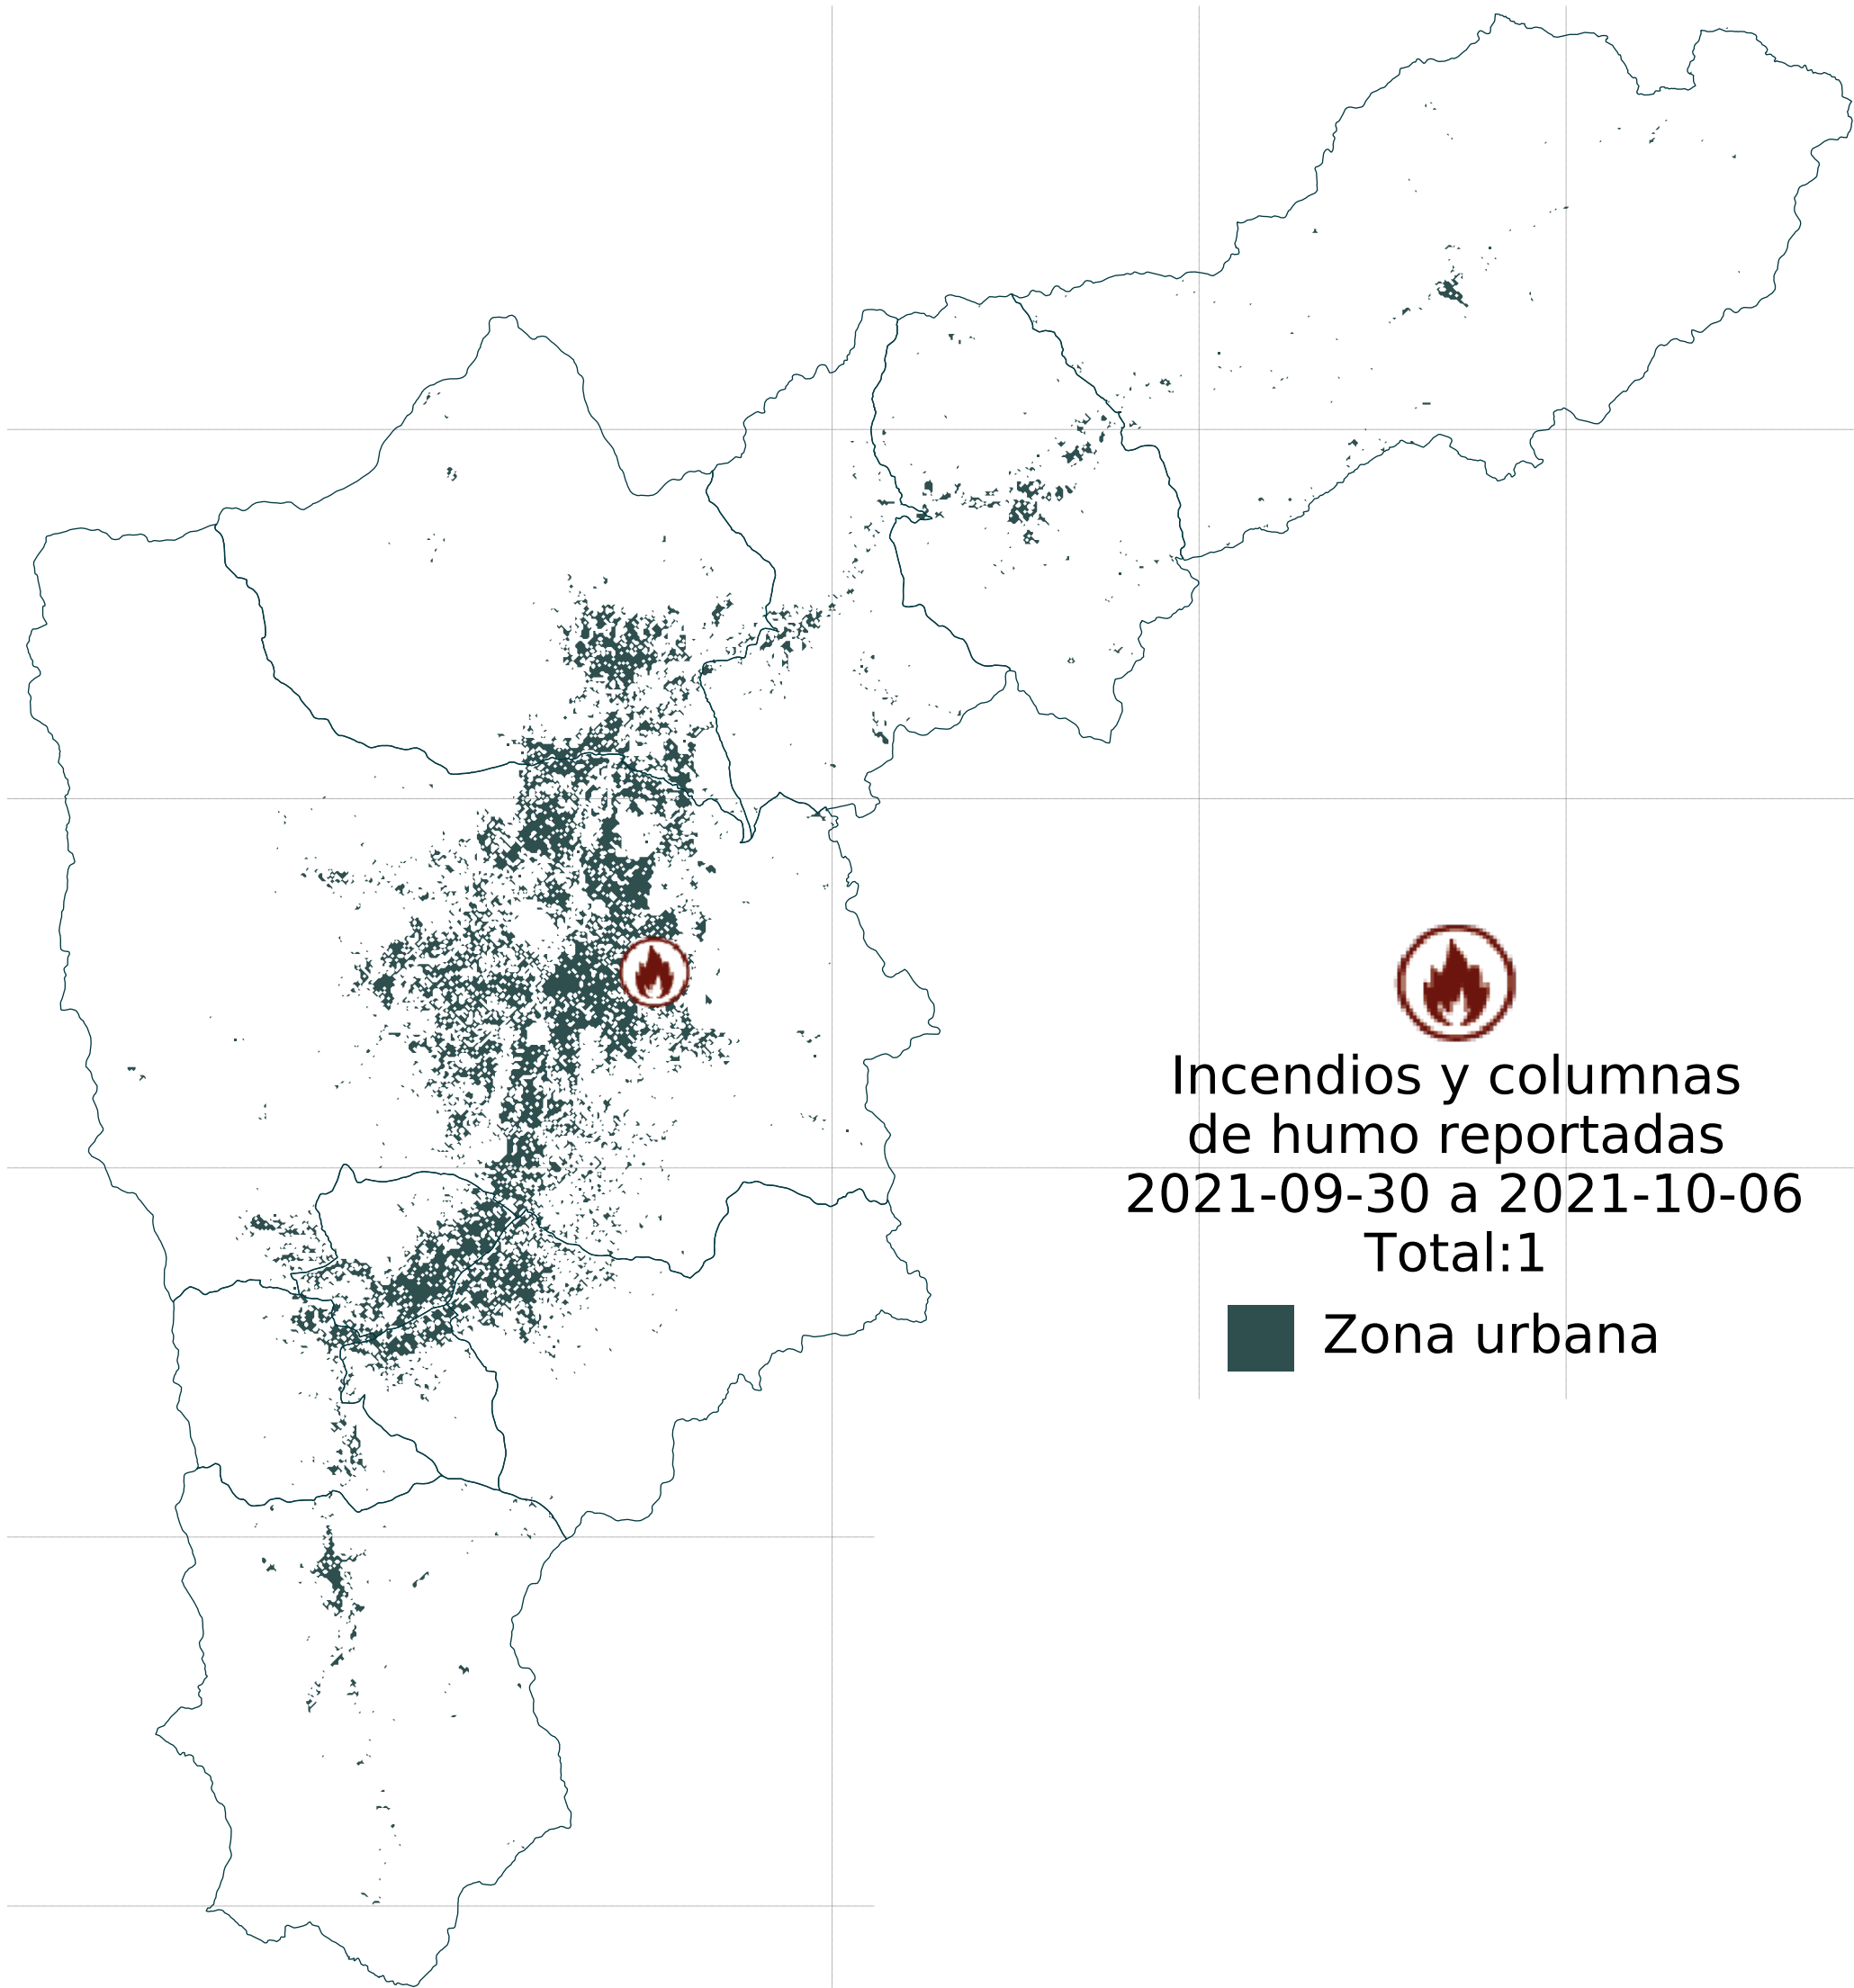 Incendios y columnas
de humo reportadas
2021-09-30 a 2021-10-06
Total:1
Zona urbana